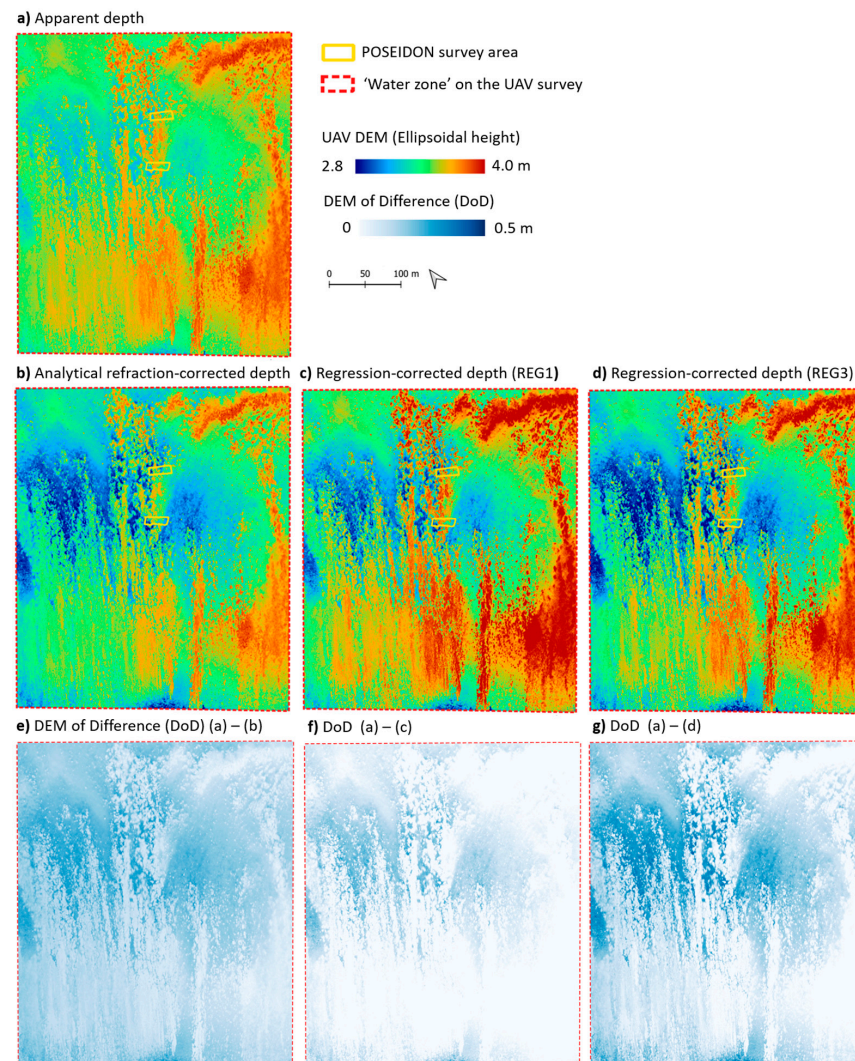 a) Apparent depth
POSEIDON survey area
‘Water zone’ on the UAV survey
UAV DEM (Ellipsoidal height)
2.8 4.0 m
DEM of Difference (DoD)
0 0.5 m
0 50 100 m
b) Analytical refraction-corrected depth c) Regression-corrected depth (REG1) d) Regression-corrected depth (REG3)
e) DEM of Difference (DoD) (a) – (b) f) DoD (a) – (c) g) DoD (a) – (d)